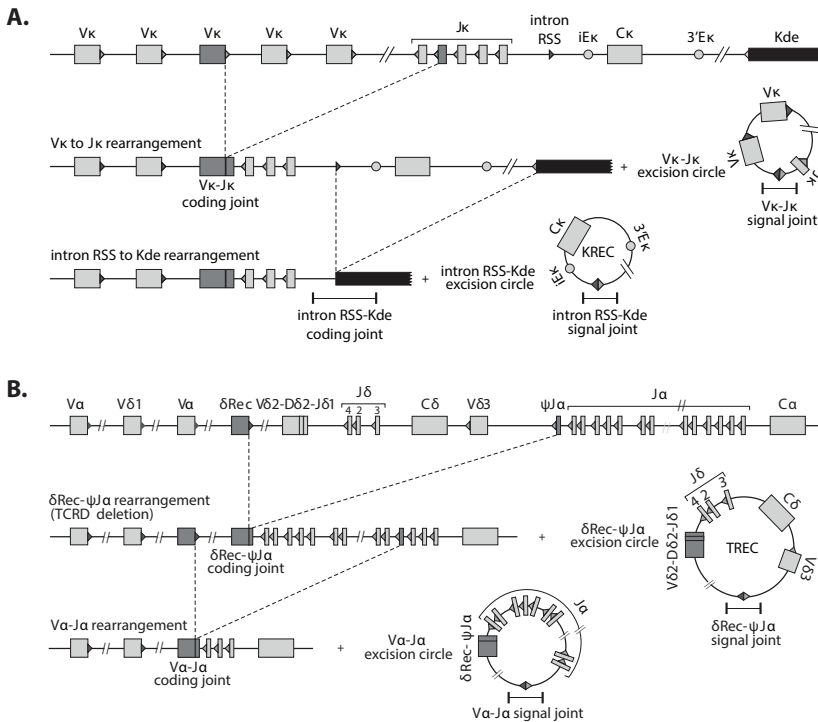 A.
Vκ Vκ Vκ Vκ Vκ Jκ intron RSS iEκ Cκ 3'Eκ Kde
Vκ to Jκ rearrangement
Vκ-Jκ
coding joint
+ Vκ-Jκ
excision circle
Vκ
Vκ
Jκ
Vκ-Jκ
signal joint
intron RSS to Kde rearrangement
intron RSS-Kde
coding joint
+ intron RSS-Kde
excision circle
Cκ
3'Eκ
KREC
iEκ
intron RSS-Kde
signal joint
B.
Vα Vδ1 Vα δRec Vδ2-Dδ2-Jδ1 Jδ Cδ Vδ3 ψJα Jα Cα
4 2 3
δRec-ψJα rearrangement
(TCRD deletion)
δRec-ψJα
coding joint
+ δRec-ψJα
excision circle
Jδ
4 2 3
Cδ
Vδ2-Dδ2-Jδ1
TREC
Vδ3
δRec-ψJα
signal joint
Vα-Jα rearrangement
Vα-Jα
coding joint
+ Vα-Jα
excision circle
δRec-ψJα
Jα
Vα-Jα signal joint